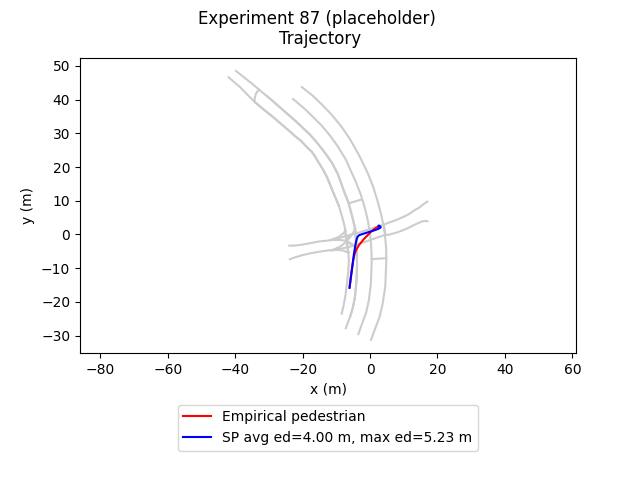 Experiment 87 (placeholder)
Trajectory
50
40
30
20
10
0
−10
−20
−30
y (m)
−80 −60 −40 −20 0 20 40 60
x (m)
Empirical pedestrian
SP avg ed=4.00 m, max ed=5.23 m